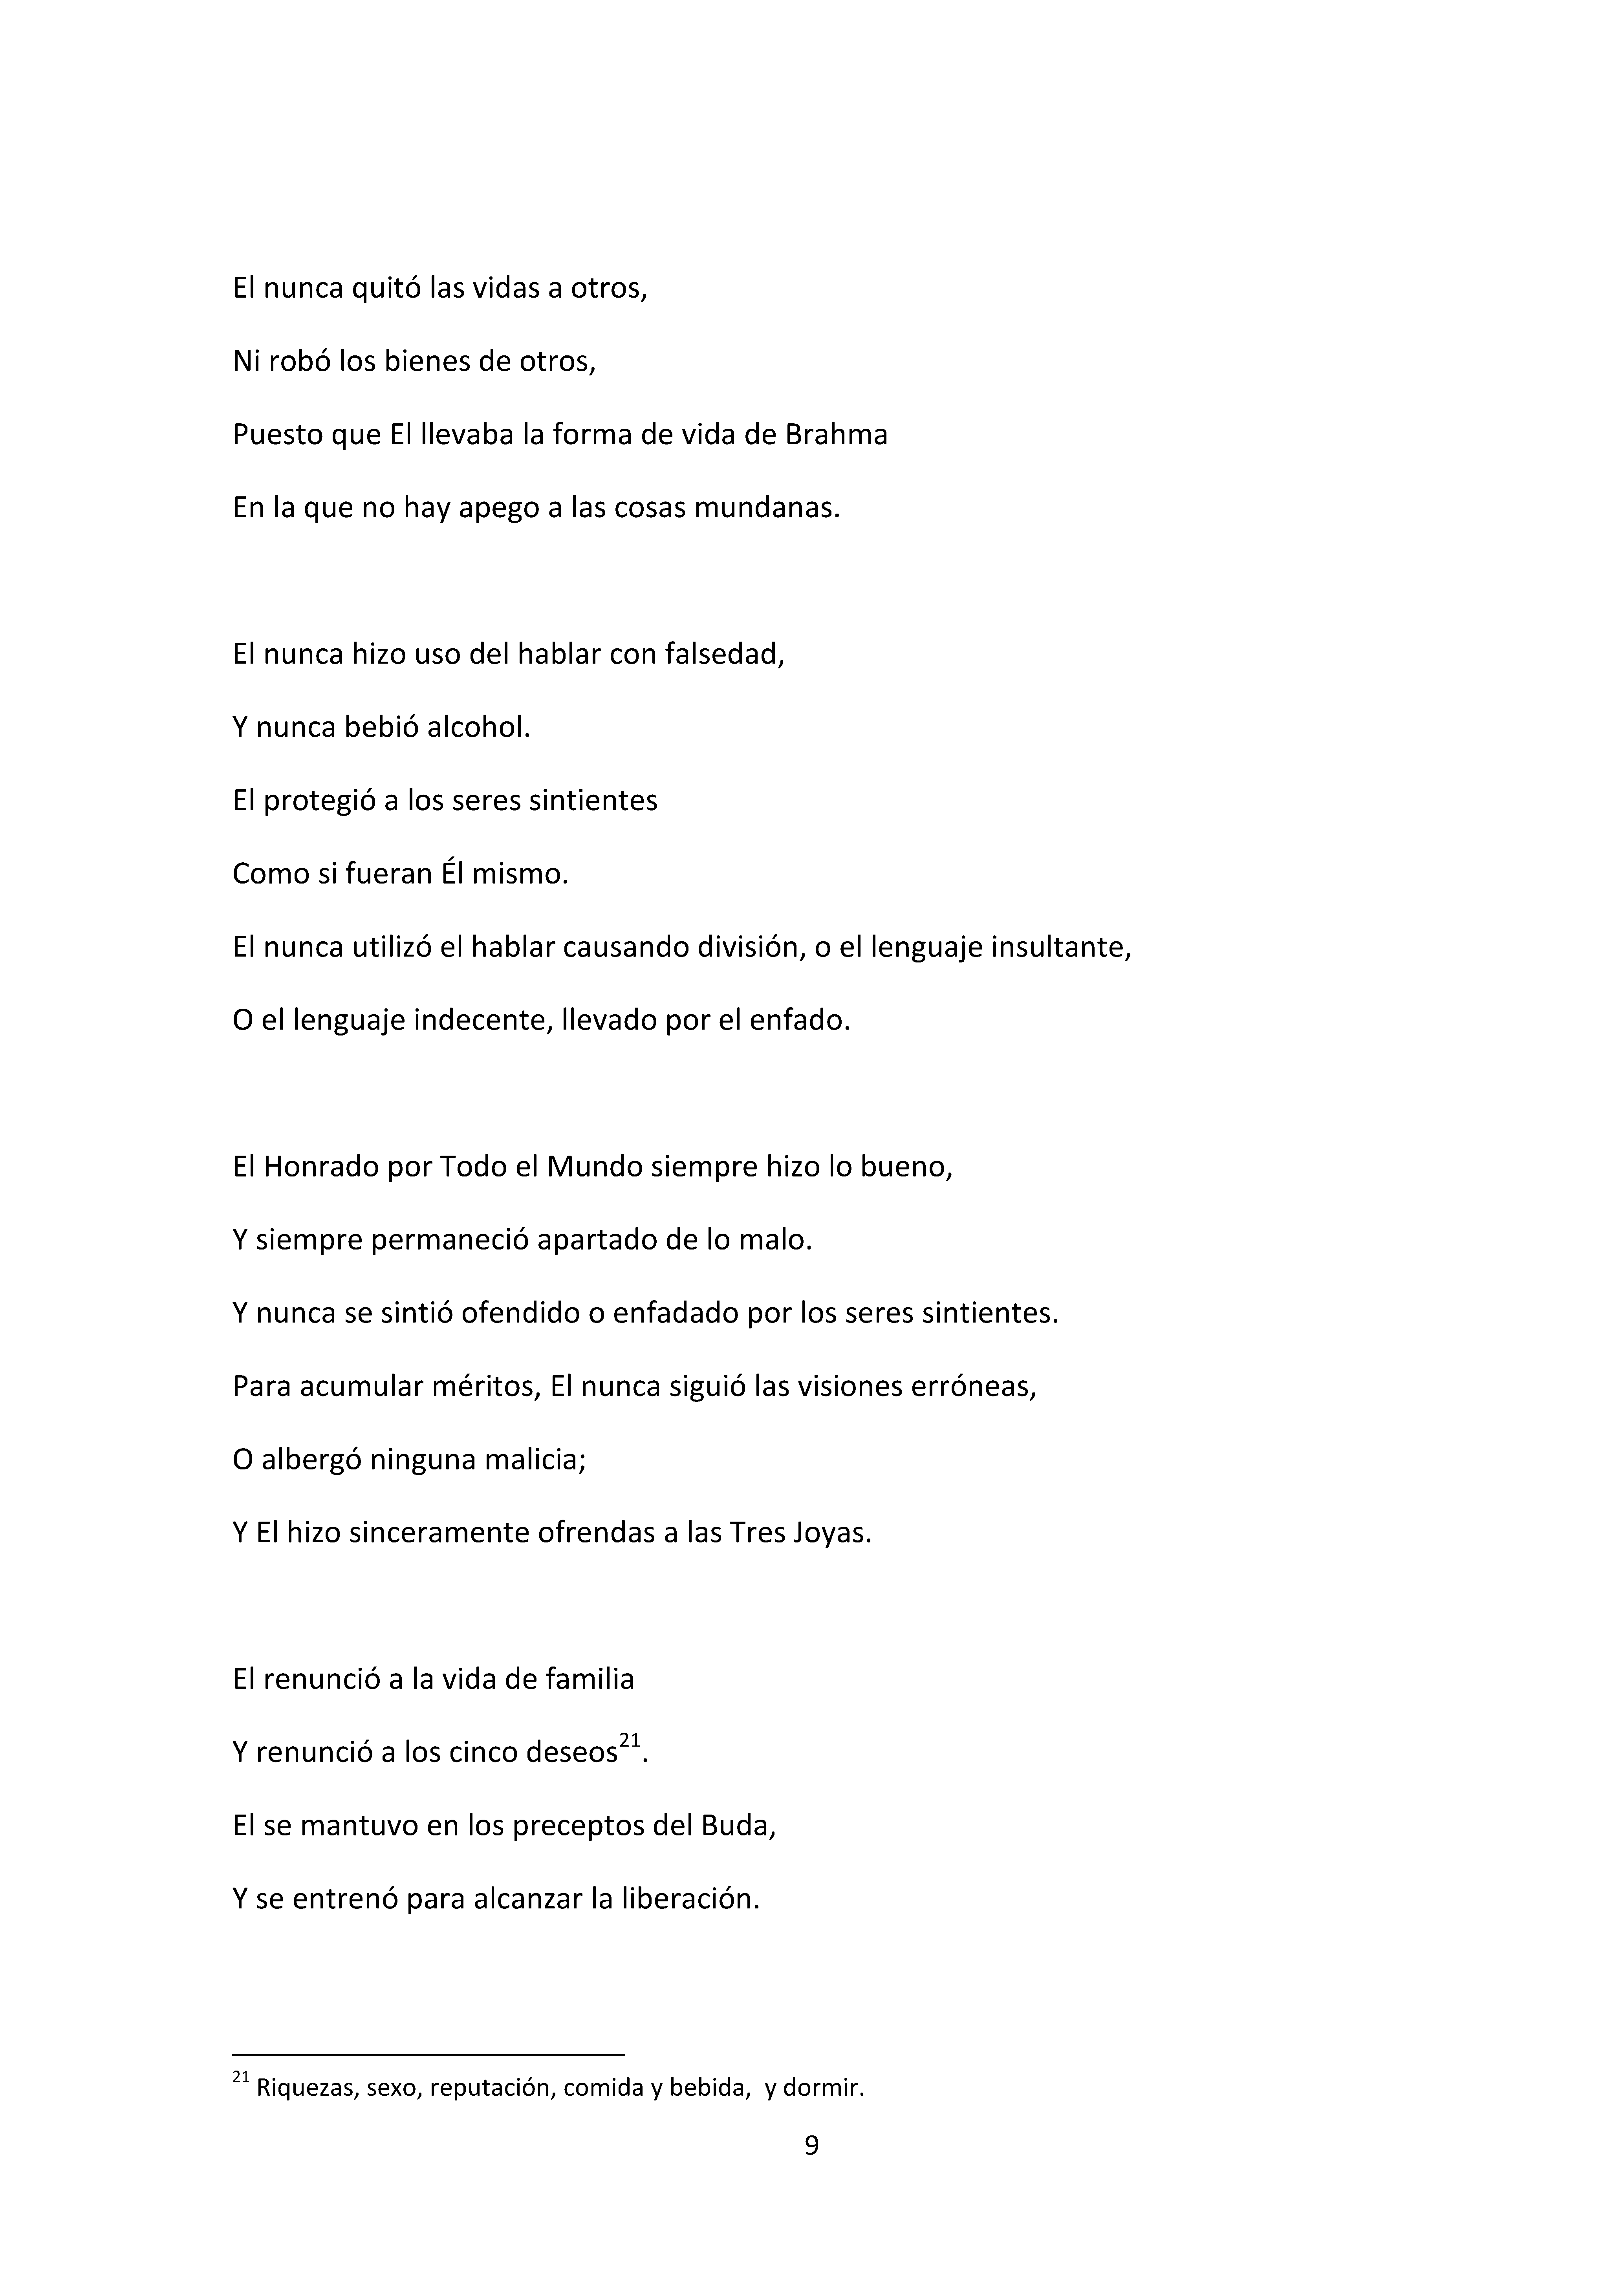 El nunca quitó las vidas a otros,
Ni robó los bienes de otros,
Puesto que El llevaba la forma de vida de Brahma
En la que no hay apego a las cosas mundanas.
El nunca hizo uso del hablar con falsedad,
Y nunca bebió alcohol.
El protegió a los seres sintientes
Como si fueran Él mismo.
El nunca utilizó el hablar causando división, o el lenguaje insultante,
O el lenguaje indecente, llevado por el enfado.
El Honrado por Todo el Mundo siempre hizo lo bueno,
Y siempre permaneció apartado de lo malo.
Y nunca se sintió ofendido o enfadado por los seres sintientes.
Para acumular méritos, El nunca siguió las visiones erróneas,
O albergó ninguna malicia;
Y El hizo sinceramente ofrendas a las Tres Joyas.
El renunció a la vida de familia
Y renunció a los cinco deseos21.
El se mantuvo en los preceptos del Buda,
Y se entrenó para alcanzar la liberación.
21 Riquezas, sexo, reputación, comida y bebida,  y dormir.
9